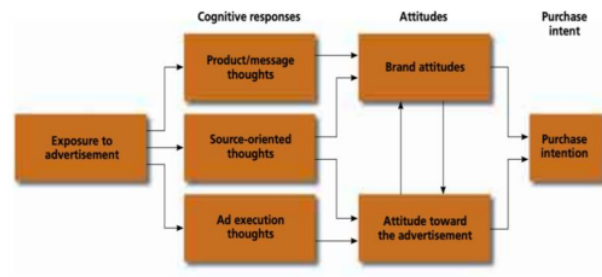 Cognitive responses
Attitudes
Purchase
intent
Product/message
thoughts
Brand attitudes
Exposure to
advertisement
Source-oriented
thoughts
Purchase
intention
Ad execution
thoughts
Attitude toward
the advertisement